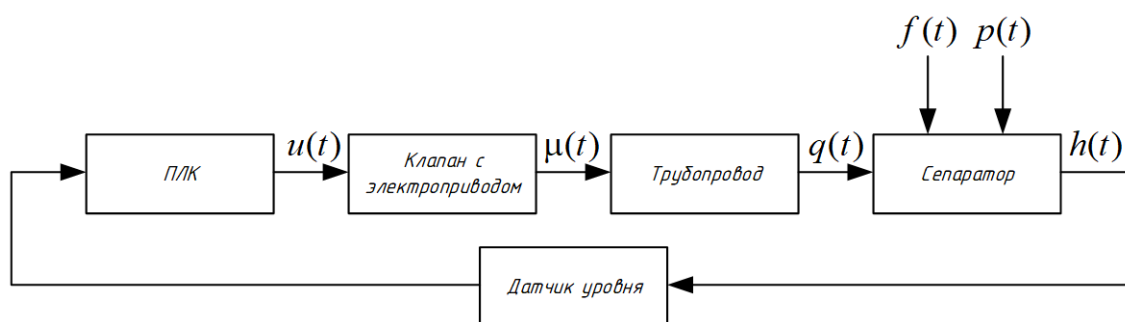 f(t) p(t)
ПЛК
u(t)
Клапан с
электроприводом
μ(t)
Трубопровод
q(t)
Сепаратор
h(t)
Датчик уровня